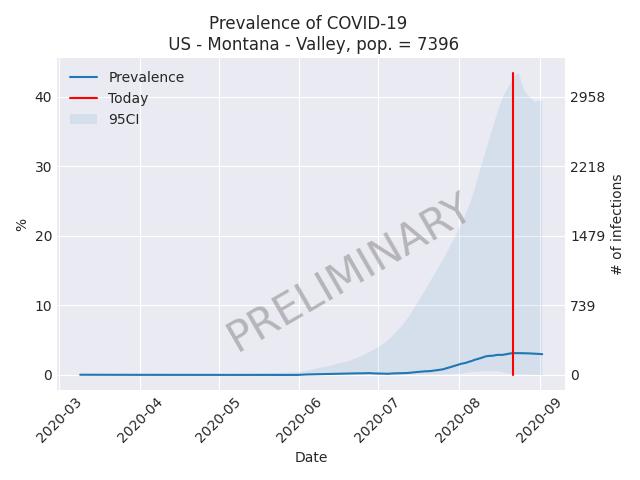 Prevalence of COVID-19
US - Montana - Valley, pop. = 7396
Prevalence
Today
95CI
PRELIMINARY
%
40
30
20
10
0
2958
2218
1479
739
0
# of infections
2020-03
2020-04
2020-05
2020-06
2020-07
2020-08
2020-09
Date